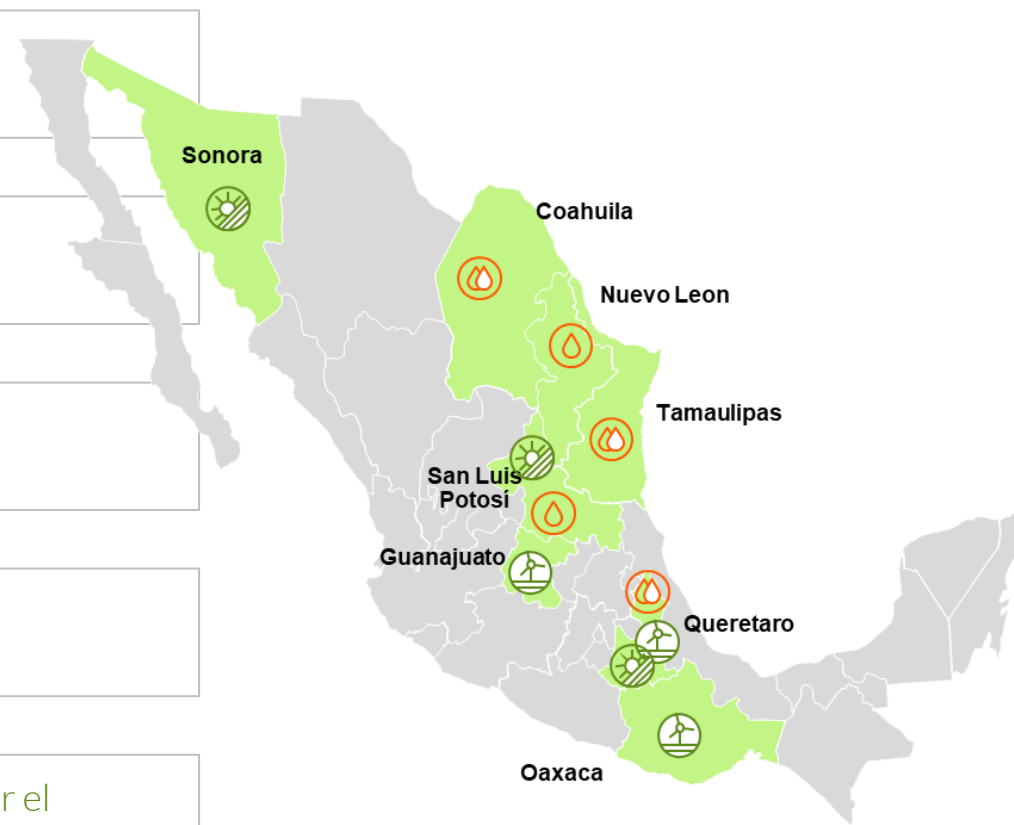 Sonora
Coahuila
Nuevo Leon
Tamaulipas
San Luis
Potosí
Guanajuato
Queretaro
Oaxaca
r el